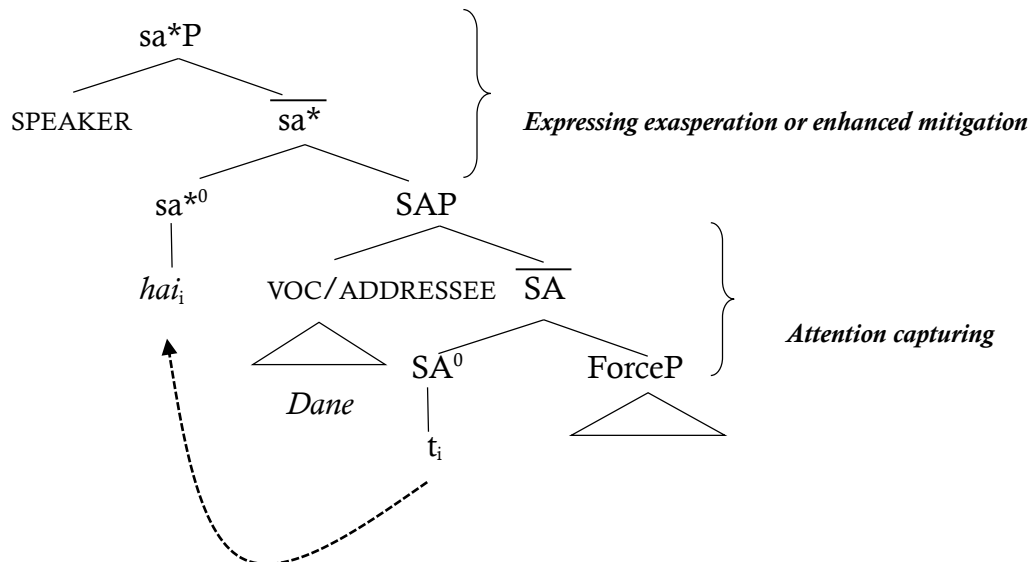 sa*P
SPEAKER
sa*
Expressing exasperation or enhanced mitigation
sa*⁰
SAP
haiᵢ
VOC/ADDRESSEE
SA
Attention capturing
SA⁰
ForceP
Dane
tᵢ